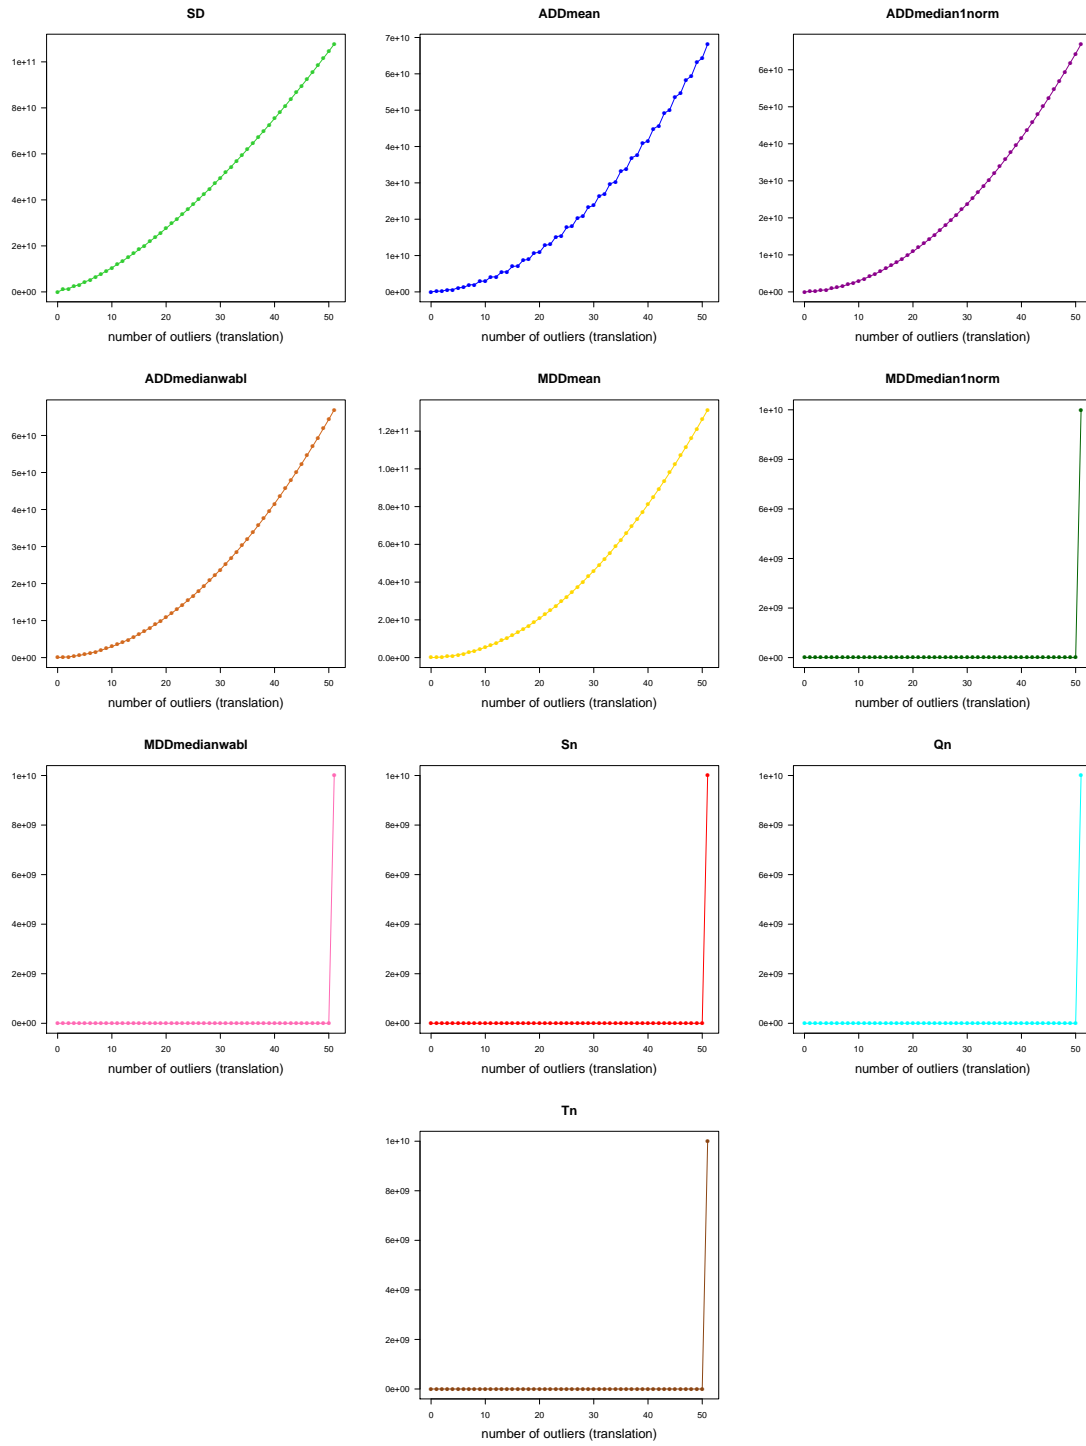 SD
1e+11
8e+10
6e+10
4e+10
2e+10
0e+00
0 10 20 30 40 50
number of outliers (translation)
ADDmean
7e+10
6e+10
5e+10
4e+10
3e+10
2e+10
1e+10
0e+00
0 10 20 30 40 50
number of outliers (translation)
ADDmedian1norm
6e+10
5e+10
4e+10
3e+10
2e+10
1e+10
0e+00
0 10 20 30 40 50
number of outliers (translation)
ADDmedianwabl
6e+10
5e+10
4e+10
3e+10
2e+10
1e+10
0e+00
0 10 20 30 40 50
number of outliers (translation)
MDDmean
1.2e+11
1.0e+11
8.0e+10
6.0e+10
4.0e+10
2.0e+10
0.0e+00
0 10 20 30 40 50
number of outliers (translation)
MDDmedian1norm
1e+10
8e+09
6e+09
4e+09
2e+09
0e+00
0 10 20 30 40 50
number of outliers (translation)
MDDmedianwabl
1e+10
8e+09
6e+09
4e+09
2e+09
0e+00
0 10 20 30 40 50
number of outliers (translation)
Sn
1e+10
8e+09
6e+09
4e+09
2e+09
0e+00
0 10 20 30 40 50
number of outliers (translation)
Qn
1e+10
8e+09
6e+09
4e+09
2e+09
0e+00
0 10 20 30 40 50
number of outliers (translation)
Tn
1e+10
8e+09
6e+09
4e+09
2e+09
0e+00
0 10 20 30 40 50
number of outliers (translation)